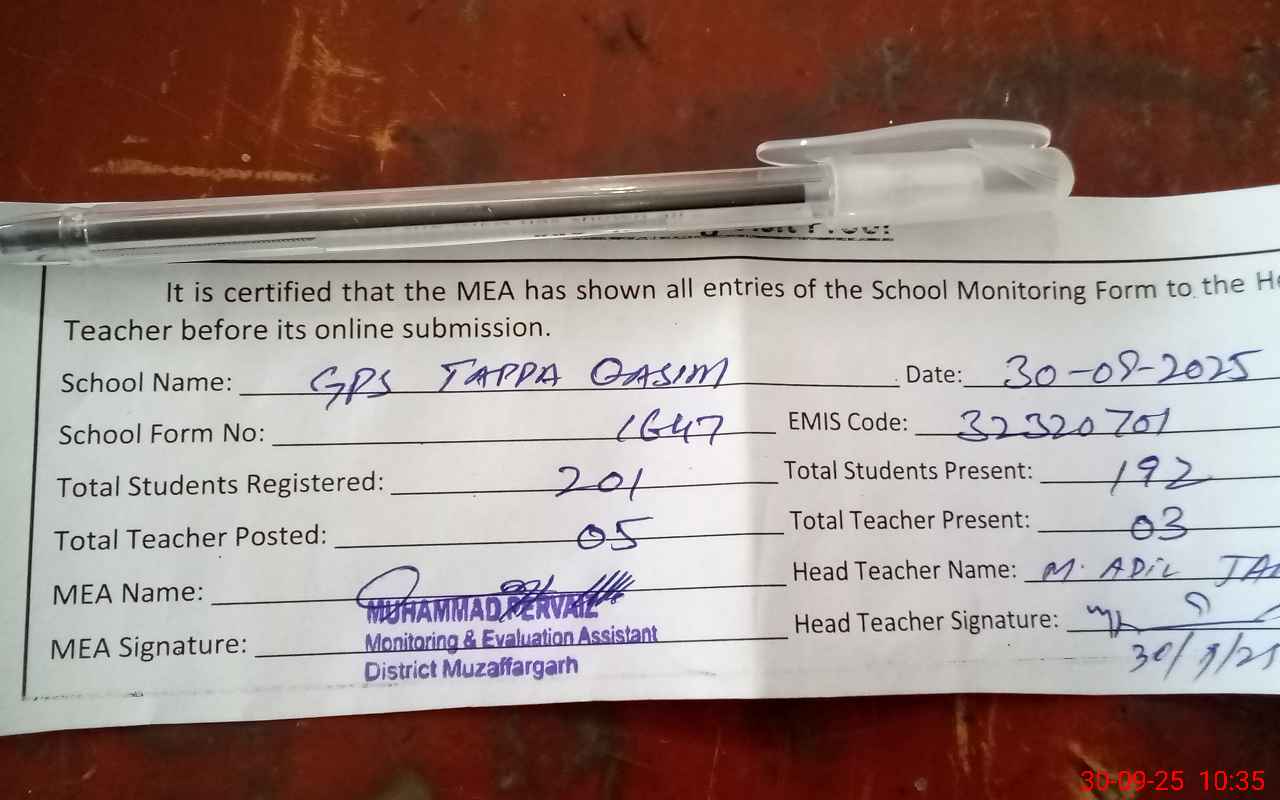 It is certified that the MEA has shown all entries of the School Monitoring Form to the He
Teacher before its online submission.
School Name: GPS TAPPA QASIM Date: 30-09-2025
School Form No: 1647 EMIS Code: 32320701
Total Students Registered: 201 Total Students Present: 192
Total Teacher Posted: 05 Total Teacher Present: 03
MEA Name: Head Teacher Name: M. ADIL
MUHAMMAD PERVAIZ
MEA Signature: Monitoring & Evaluation Assistant Head Teacher Signature:
District Muzaffargarh 30/9/25
30-09-25 10:35